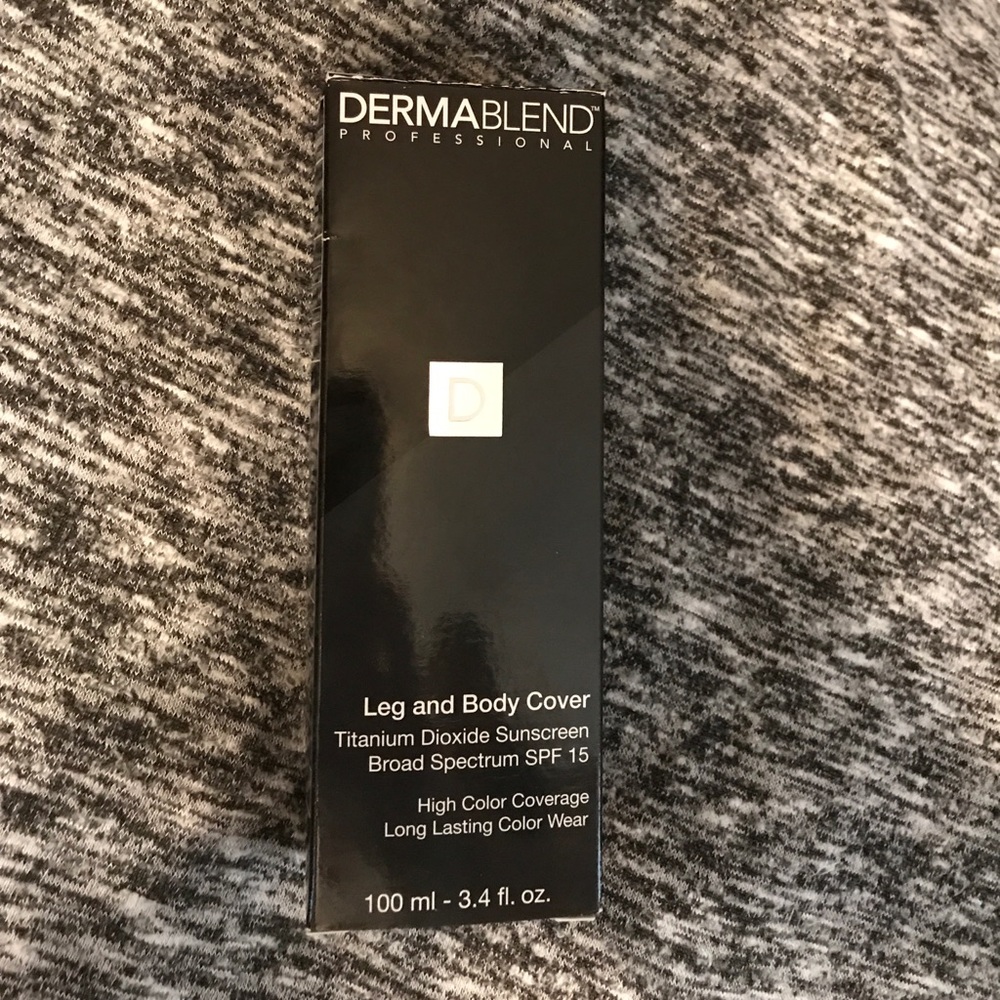 DERMABLEND™
PROFESSIONAL
D
Leg and Body Cover
Titanium Dioxide Sunscreen
Broad Spectrum SPF 15
High Color Coverage
Long Lasting Color Wear
100 ml - 3.4 fl. oz.